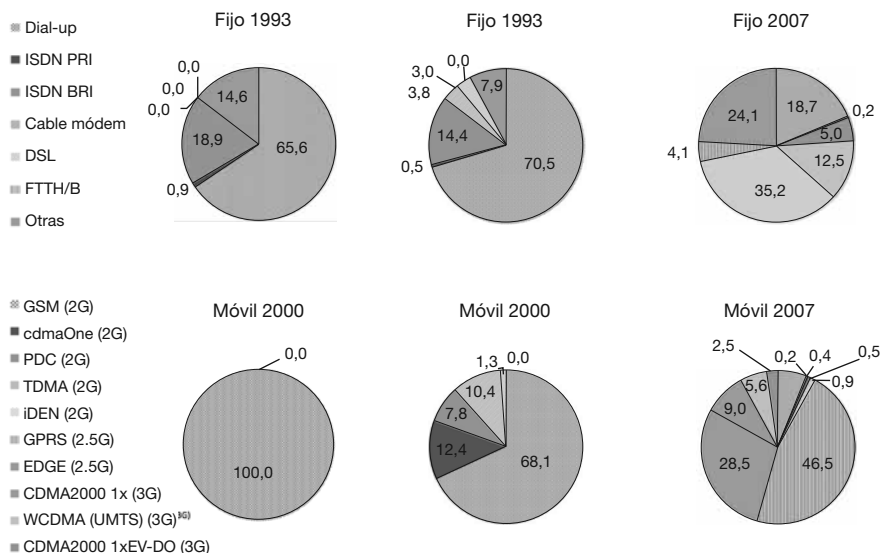 Fijo 1993
Fijo 1993
Fijo 2007
Dial-up
ISDN PRI
ISDN BRI
Cable módem
DSL
FTTH/B
Otras
0,0
0,0
0,0
14,6
18,9
65,6
0,9
0,0
3,0
3,8
7,9
14,4
0,5
70,5
24,1
18,7
0,2
5,0
4,1
12,5
35,2
Móvil 2000
Móvil 2000
Móvil 2007
GSM (2G)
cdmaOne (2G)
PDC (2G)
TDMA (2G)
iDEN (2G)
GPRS (2.5G)
EDGE (2.5G)
CDMA2000 1x (3G)
WCDMA (UMTS) (3G)
CDMA2000 1xEV-DO (3G)
0,0
100,0
1,3
0,0
10,4
7,8
12,4
68,1
2,5
0,2
0,4
0,5
0,9
5,6
9,0
28,5
46,5